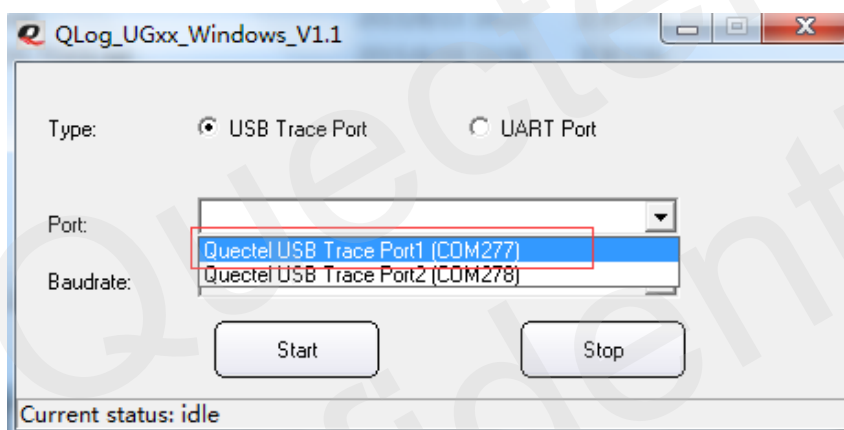 QLog_UGxx_Windows_V1.1
Type: USB Trace Port UART Port
Port:
Quectel USB Trace Port1 (COM277)
Quectel USB Trace Port2 (COM278)
Baudrate:
Start Stop
Current status: idle
Quectel